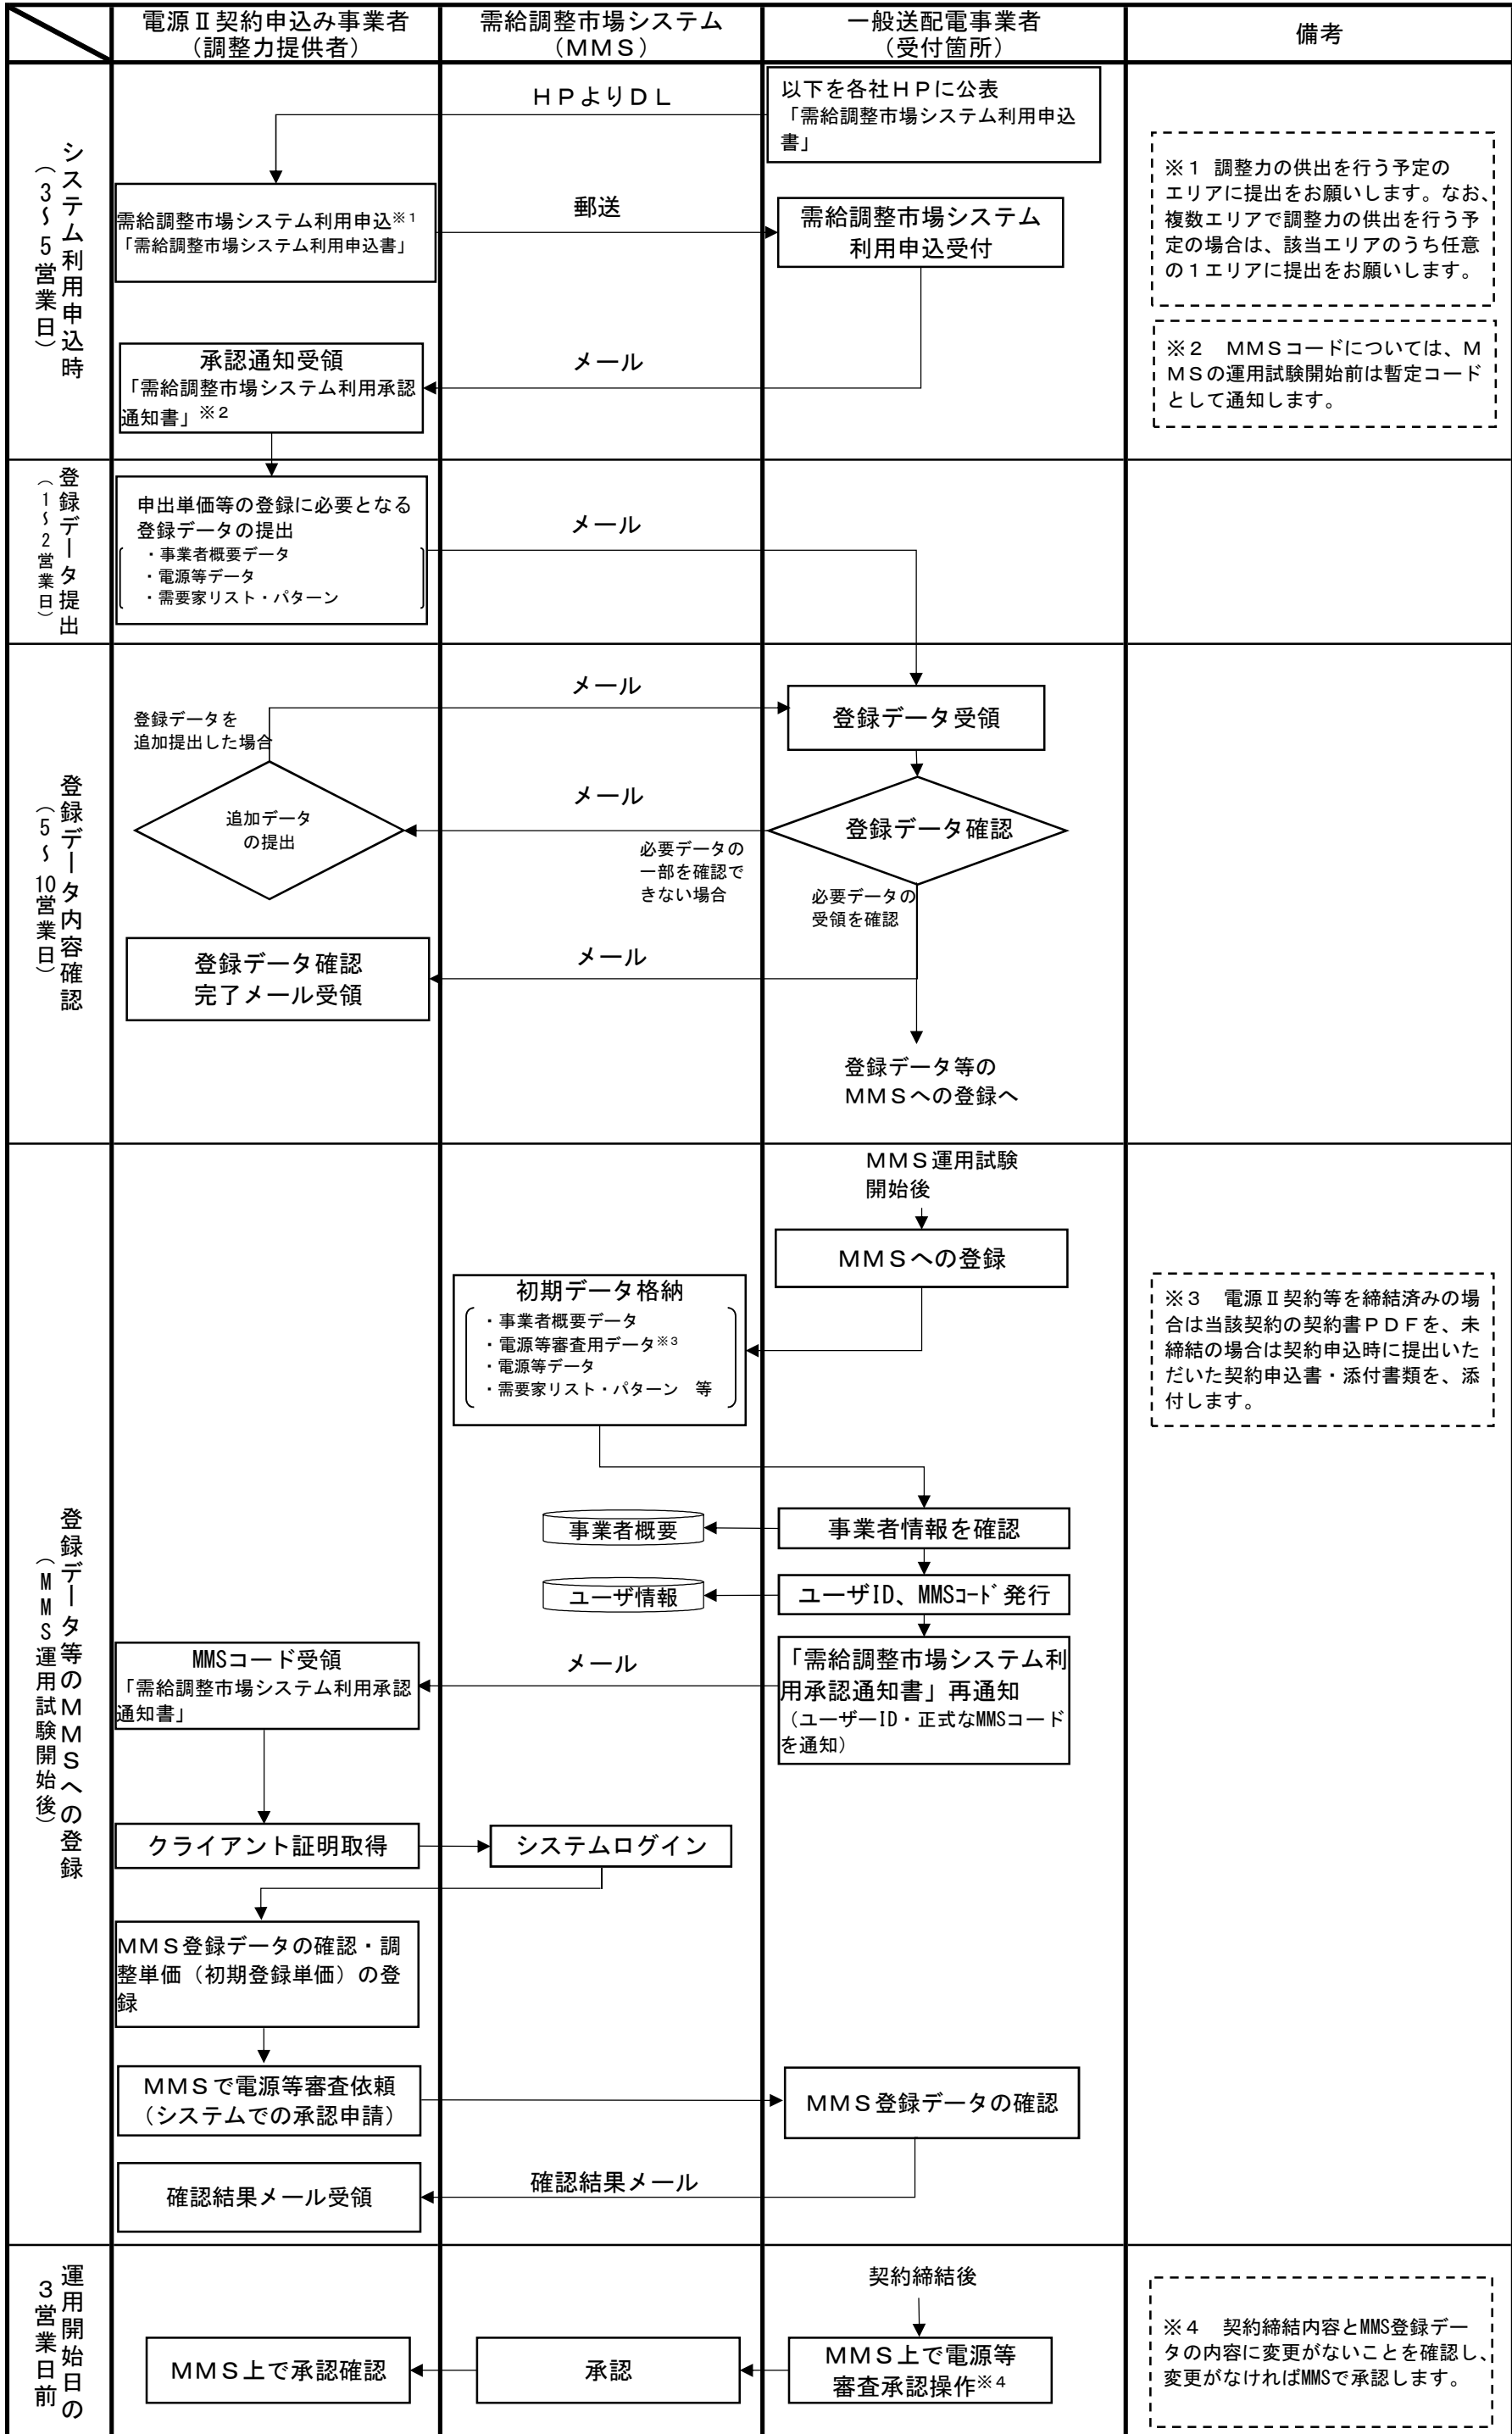 電源Ⅱ契約申込み事業者
（調整力提供者）
需給調整市場システム
（ＭＭＳ）
一般送配電事業者
（受付箇所）
備考
システム利用申込時
（３～５営業日）
以下を各社ＨＰに公表
「需給調整市場システム利用申込
書」
ＨＰよりＤＬ
需給調整市場システム利用申込※１
「需給調整市場システム利用申込書」
郵送
需給調整市場システム
利用申込受付
メール
承認通知受領
「需給調整市場システム利用承認
通知書」※２
※１ 調整力の供出を行う予定の
エリアに提出をお願いします。なお、
複数エリアで調整力の供出を行う予
定の場合は、該当エリアのうち任意
の１エリアに提出をお願いします。
※２　ＭＭＳコードについては、Ｍ
ＭＳの運用試験開始前は暫定コード
として通知します。
登録データ提出
（１～２営業日）
申出単価等の登録に必要となる
登録データの提出
・事業者概要データ
・電源等データ
・需要家リスト・パターン
メール
登録データ内容確認
（５～10営業日）
メール
登録データ受領
登録データを
追加提出した場合
追加データ
の提出
メール
登録データ確認
必要データの
一部を確認で
きない場合
必要データの
受領を確認
メール
登録データ確認
完了メール受領
登録データ等の
ＭＭＳへの登録へ
登録データ等のＭＭＳへの登録
（ＭＭＳ運用試験開始後）
ＭＭＳ運用試験
開始後
ＭＭＳへの登録
初期データ格納
・事業者概要データ
・電源等審査用データ※３
・電源等データ
・需要家リスト・パターン　等
※３　電源Ⅱ契約等を締結済みの場
合は当該契約の契約書ＰＤＦを、未
締結の場合は契約申込時に提出いた
だいた契約申込書・添付書類を、添
付します。
事業者概要
事業者情報を確認
ユーザ情報
ユーザID、MMSｺｰﾄﾞ発行
メール
「需給調整市場システム利
用承認通知書」再通知
（ユーザーID・正式なMMSコード
を通知）
MMSコード受領
「需給調整市場システム利用承認
通知書」
クライアント証明取得
システムログイン
ＭＭＳ登録データの確認・調
整単価（初期登録単価）の登
録
ＭＭＳで電源等審査依頼
（システムでの承認申請）
ＭＭＳ登録データの確認
確認結果メール
確認結果メール受領
運用開始日の
３営業日前
契約締結後
ＭＭＳ上で電源等
審査承認操作※４
承認
ＭＭＳ上で承認確認
※４　契約締結内容とMMS登録デー
タの内容に変更がないことを確認し、
変更がなければMMSで承認します。